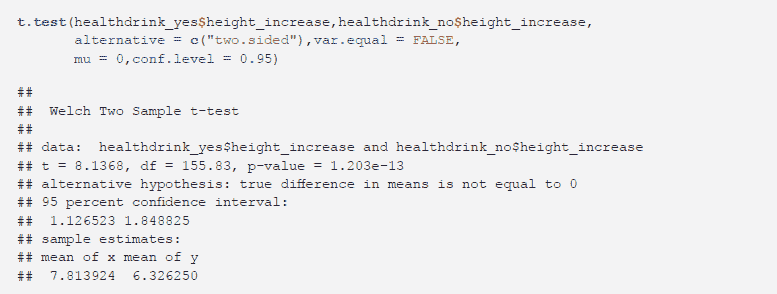 t.test(healthdrink_yes$height_increase,healthdrink_no$height_increase,
alternative = c("two.sided"),var.equal = FALSE,
mu = 0,conf.level = 0.95)
##
## Welch Two Sample t-test
##
## data: healthdrink_yes$height_increase and healthdrink_no$height_increase
## t = 8.1368, df = 155.83, p-value = 1.203e-13
## alternative hypothesis: true difference in means is not equal to 0
## 95 percent confidence interval:
## 1.126523 1.848825
## sample estimates:
## mean of x mean of y
## 7.813924 6.326250